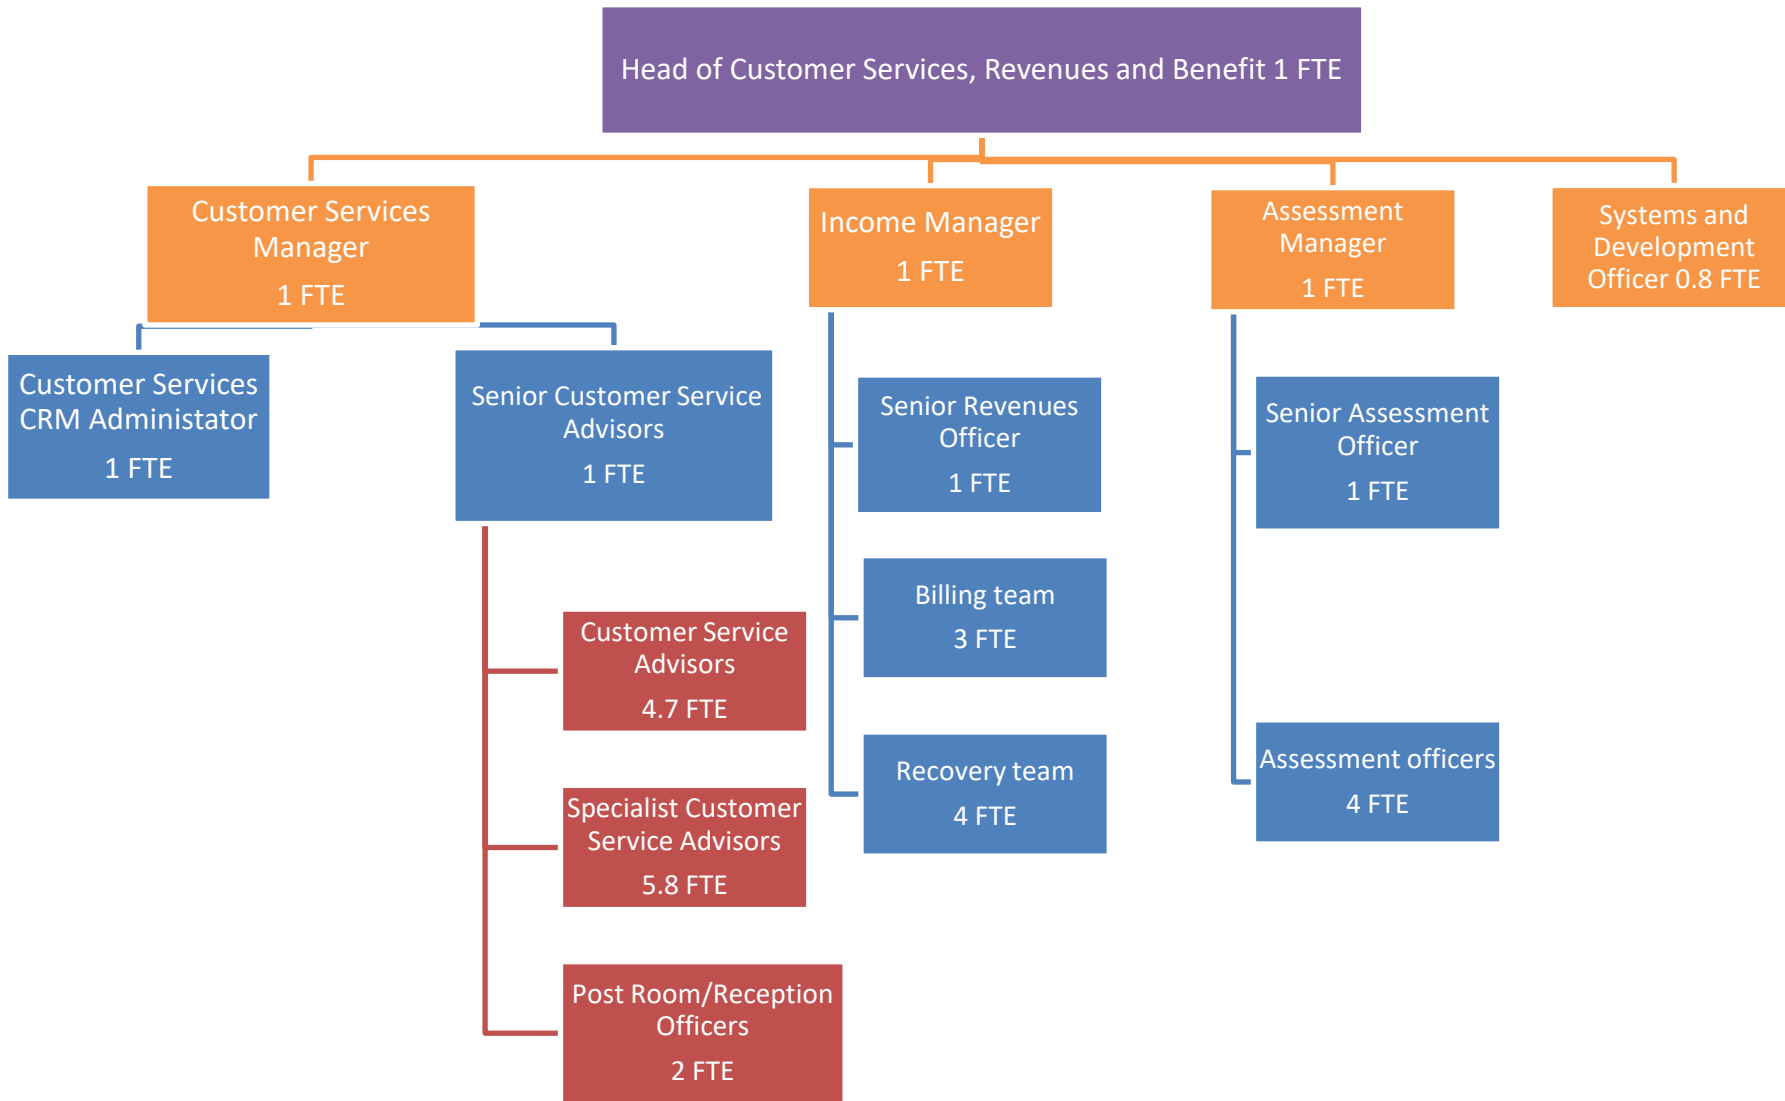 Head of Customer Services, Revenues and Benefit 1 FTE
Customer Services
Manager
1 FTE
Income Manager
1 FTE
Assessment
Manager
1 FTE
Systems and
Development
Officer 0.8 FTE
Customer Services
CRM Administator
1 FTE
Senior Customer Service
Advisors
1 FTE
Senior Revenues
Officer
1 FTE
Senior Assessment
Officer
1 FTE
Billing team
3 FTE
Customer Service
Advisors
4.7 FTE
Recovery team
4 FTE
Assessment officers
4 FTE
Specialist Customer
Service Advisors
5.8 FTE
Post Room/Reception
Officers
2 FTE